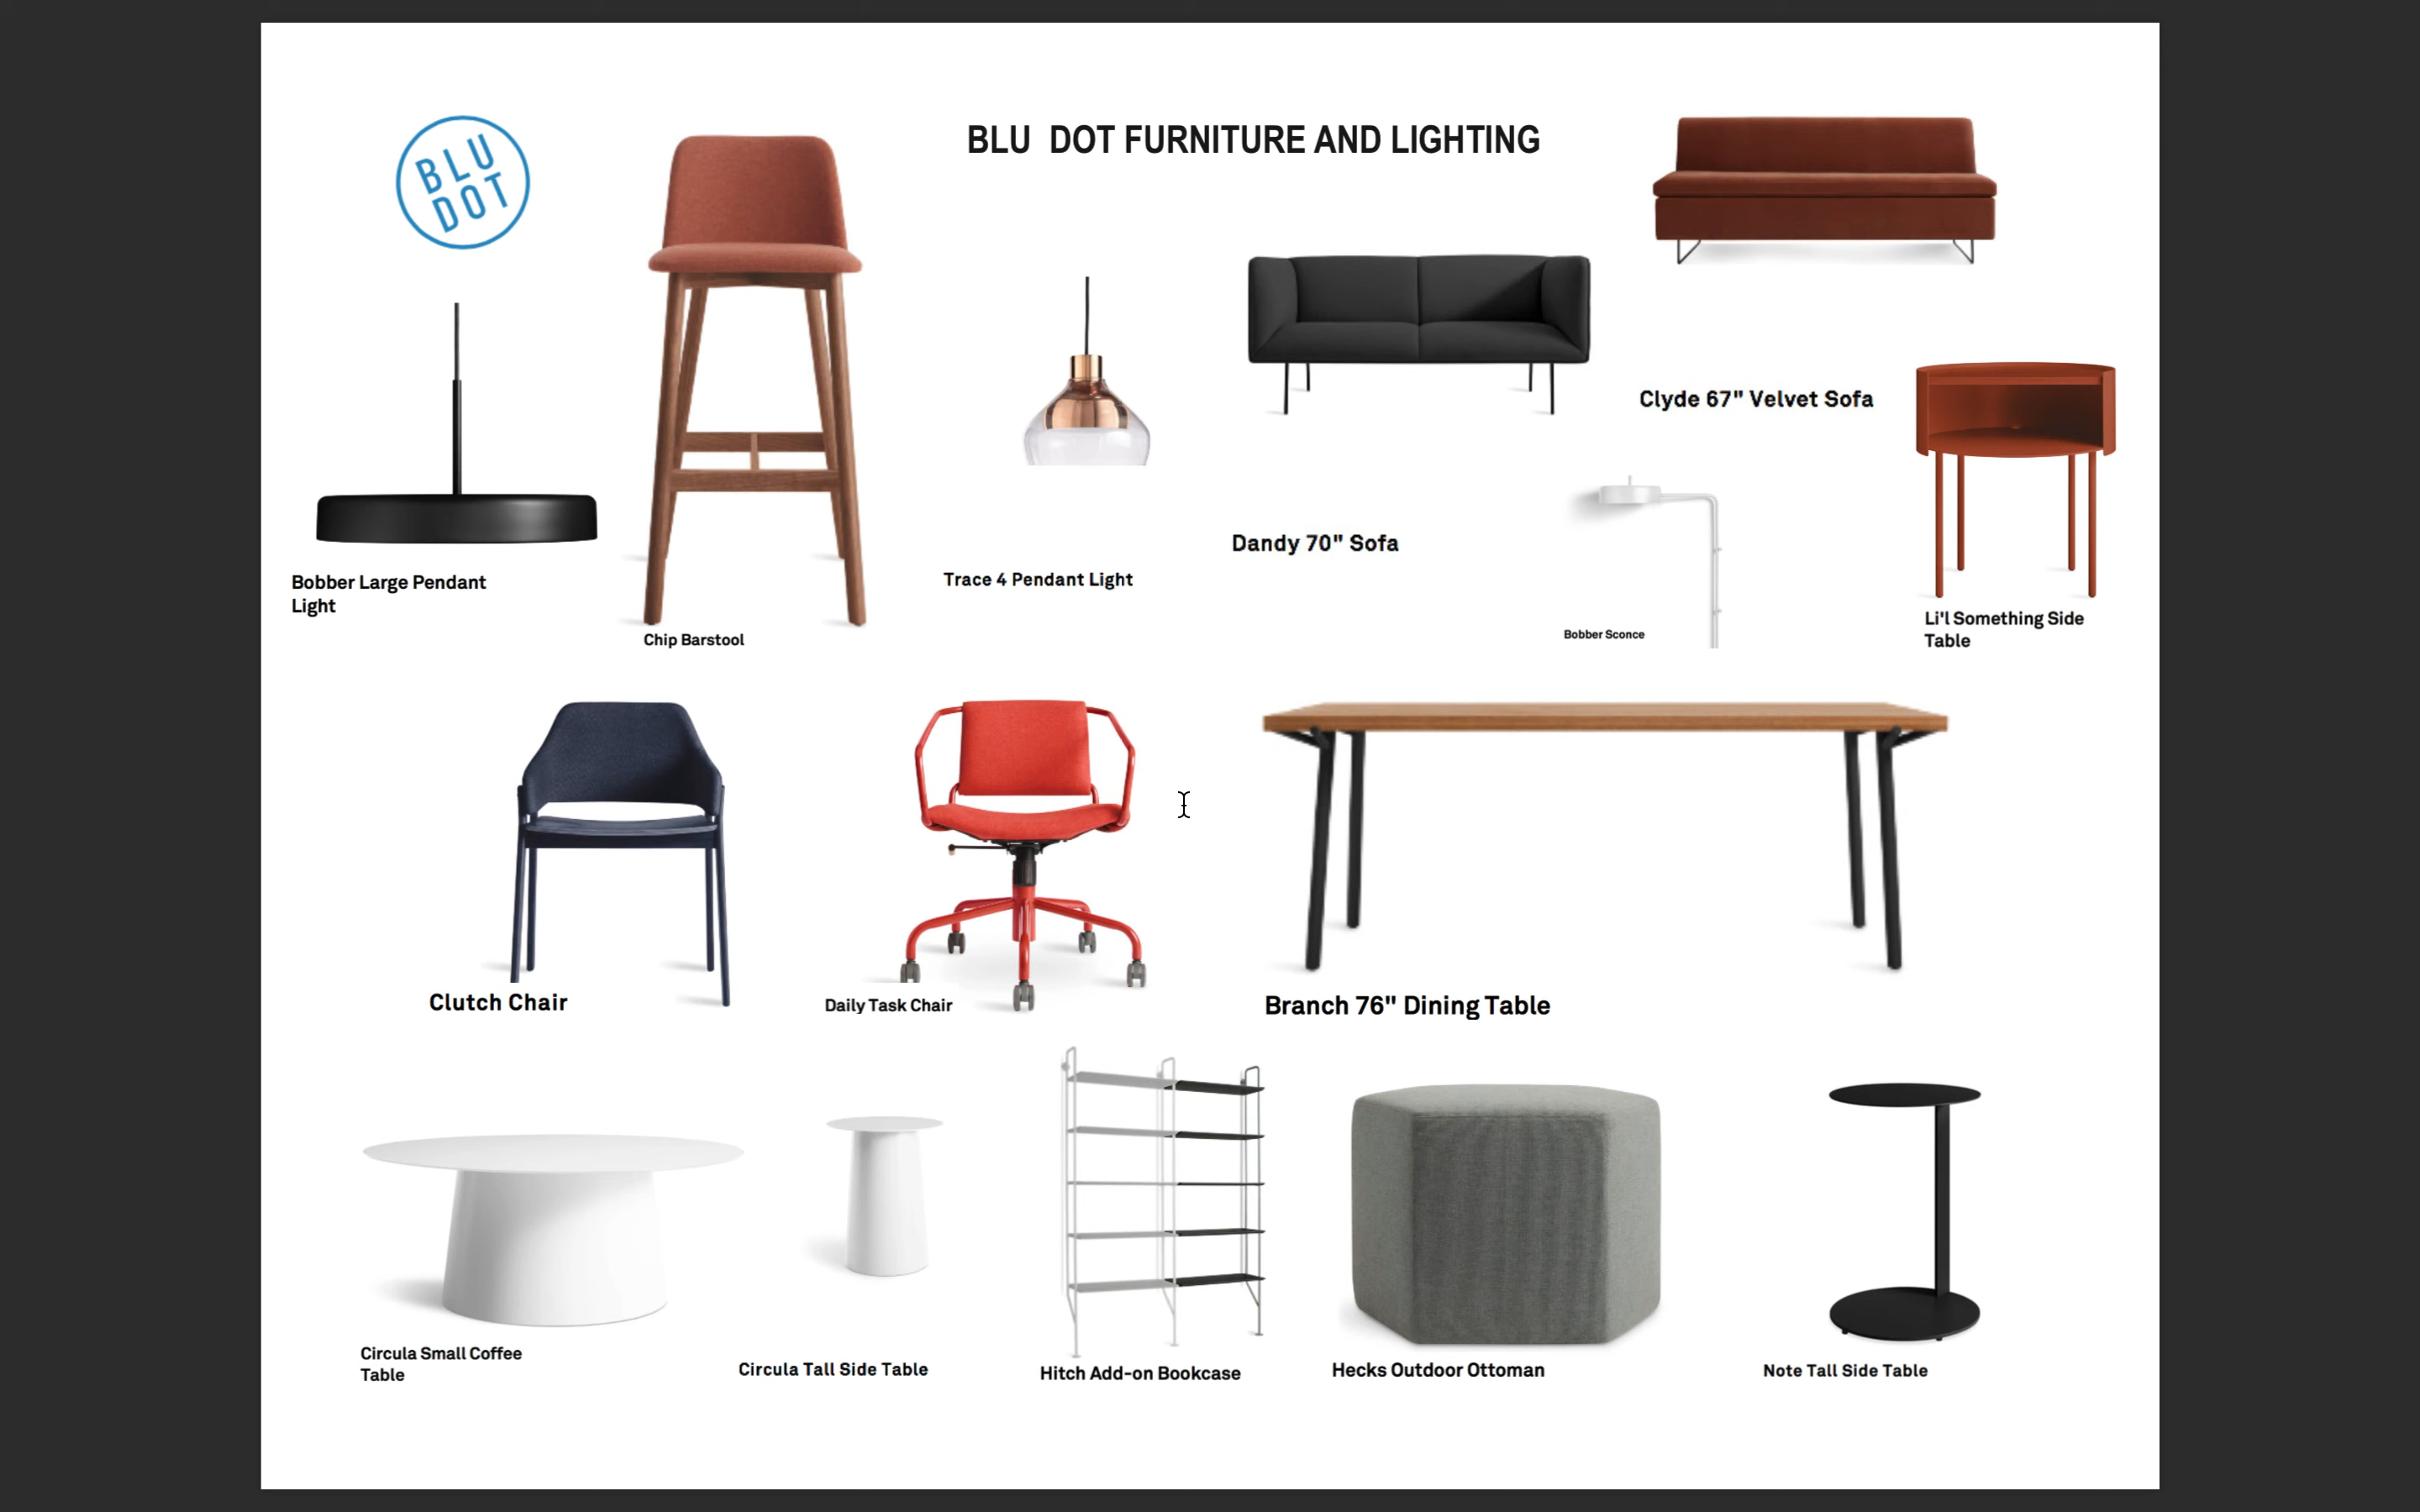 BLU
DOT
BLU  DOT FURNITURE AND LIGHTING
Clyde 67" Velvet Sofa
Dandy 70" Sofa
Bobber Large Pendant
Light
Trace 4 Pendant Light
Chip Barstool
Bobber Sconce
Li'l Something Side
Table
Clutch Chair
Daily Task Chair
Branch 76" Dining Table
Circula Small Coffee
Table
Circula Tall Side Table
Hitch Add-on Bookcase
Hecks Outdoor Ottoman
Note Tall Side Table